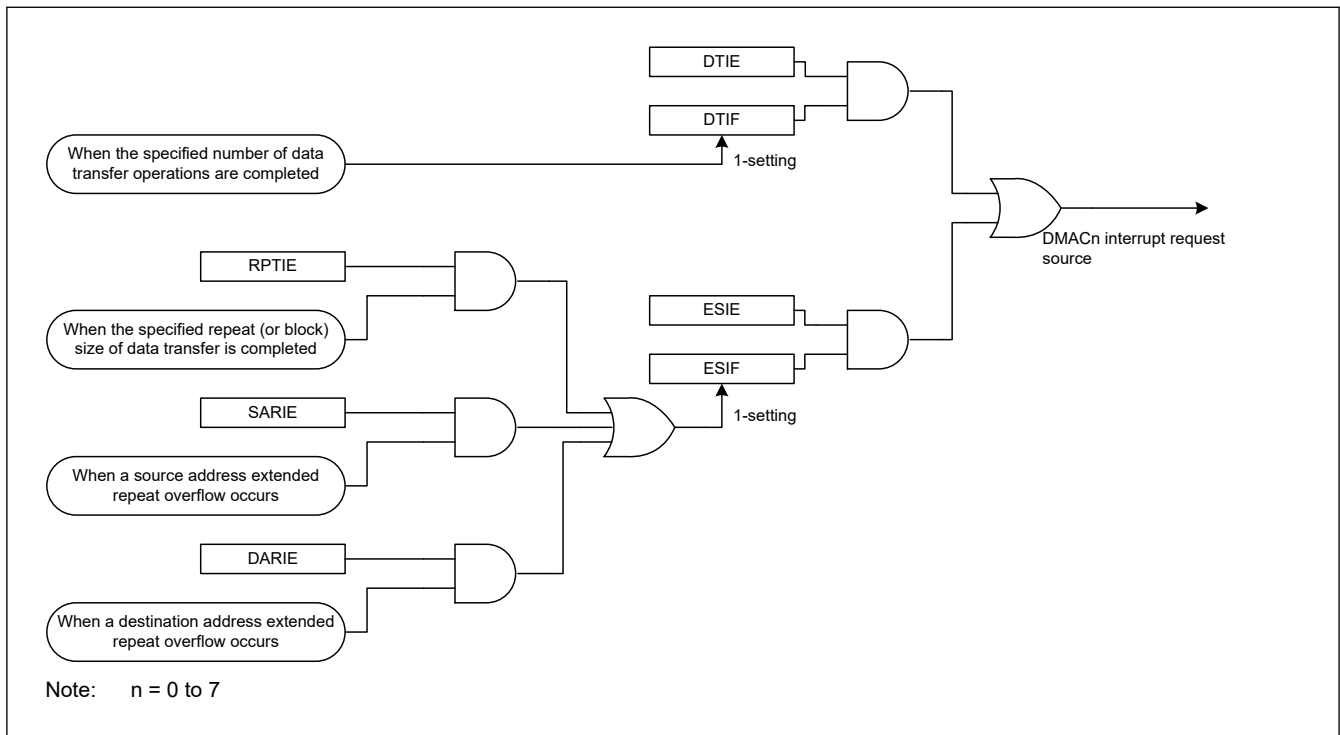 DTIE
DTIF
When the specified number of data
transfer operations are completed
1-setting
DMACn interrupt request
source
RPTIE
When the specified repeat (or block)
size of data transfer is completed
ESIE
ESIF
1-setting
SARIE
When a source address extended
repeat overflow occurs
DARIE
When a destination address extended
repeat overflow occurs
Note: n = 0 to 7